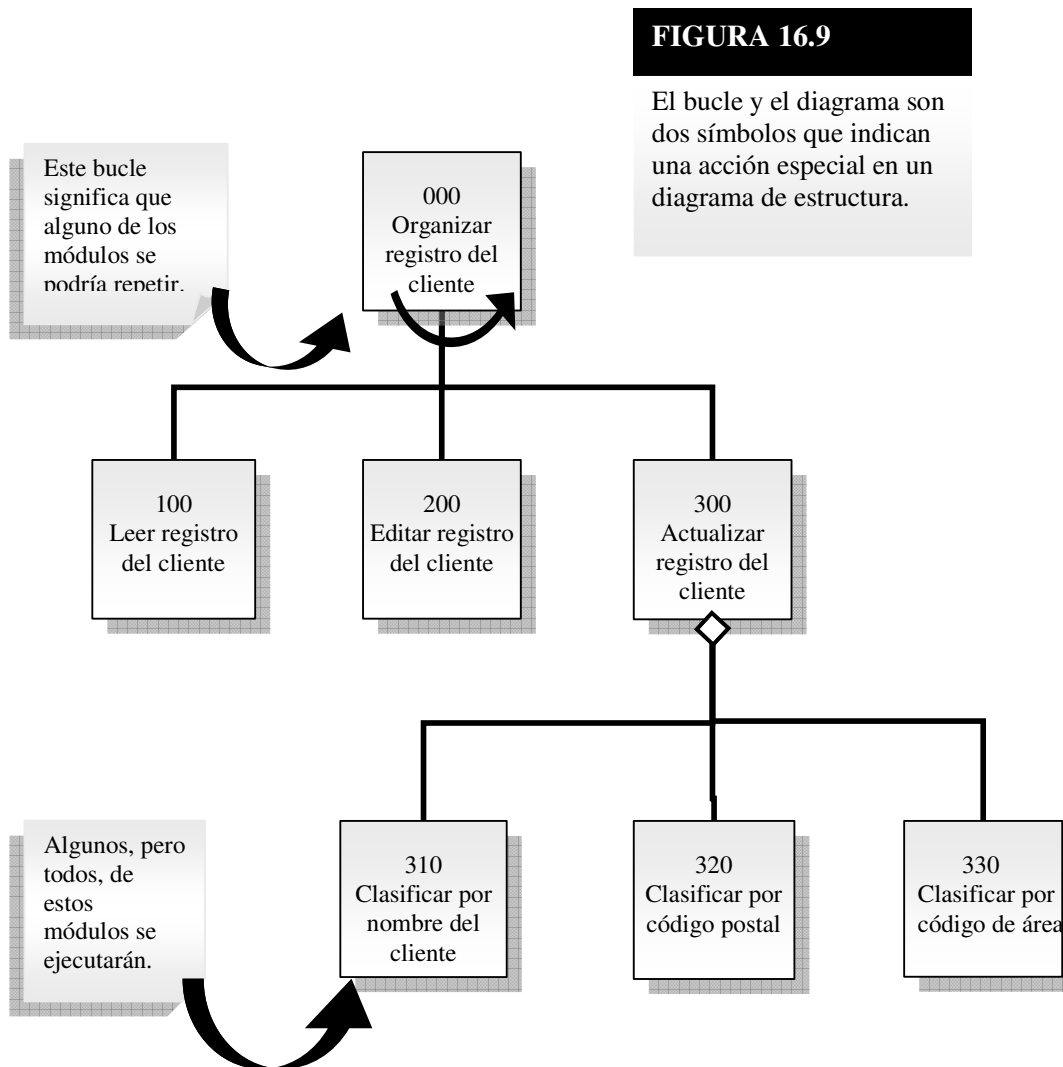 FIGURA 16.9
El bucle y el diagrama son
dos símbolos que indican
una acción especial en un
diagrama de estructura.
Este bucle
significa que
alguno de los
módulos se
podría repetir.
000
Organizar
registro del
cliente
100
Leer registro
del cliente
200
Editar registro
del cliente
300
Actualizar
registro del
cliente
Algunos, pero
todos, de
estos
módulos se
ejecutarán.
310
Clasificar por
nombre del
cliente
320
Clasificar por
código postal
330
Clasificar por
código de área